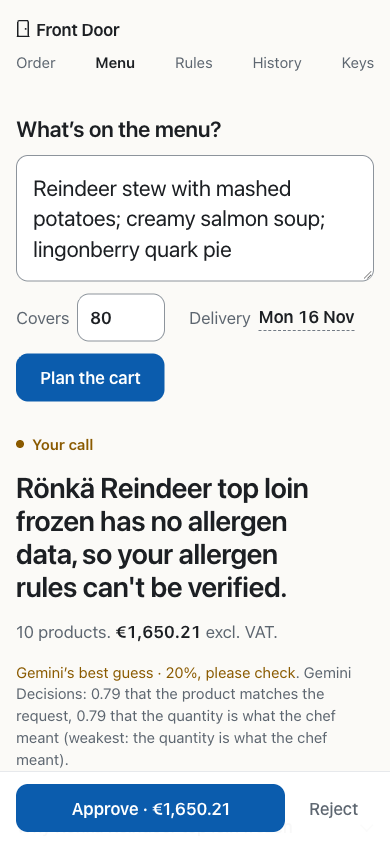 Front Door
Order Menu Rules History Keys
What's on the menu?
Reindeer stew with mashed
potatoes; creamy salmon soup;
lingonberry quark pie
Covers 80 Delivery Mon 16 Nov
Plan the cart
Your call
Rönkä Reindeer top loin
frozen has no allergen
data, so your allergen
rules can't be verified.
10 products. €1,650.21 excl. VAT.
Gemini's best guess · 20%, please check. Gemini
Decisions: 0.79 that the product matches the
request, 0.79 that the quantity is what the chef
meant (weakest: the quantity is what the chef
meant).
Approve · €1,650.21 Reject